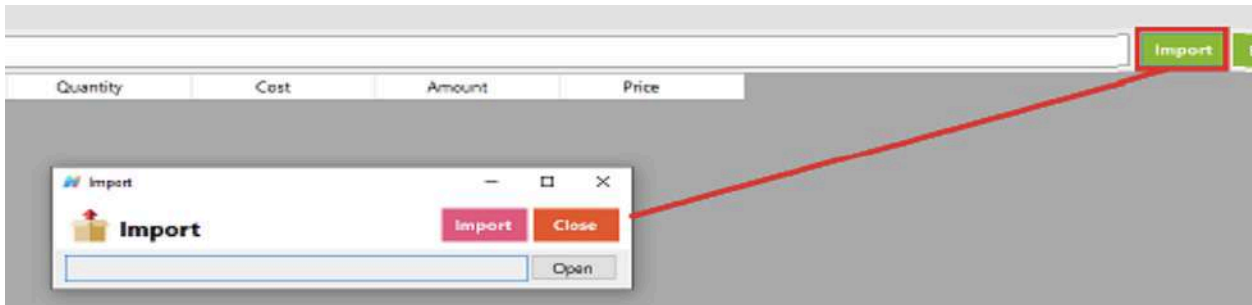 Import
Quantity Cost Amount Price
Import
Import Import Close
Open